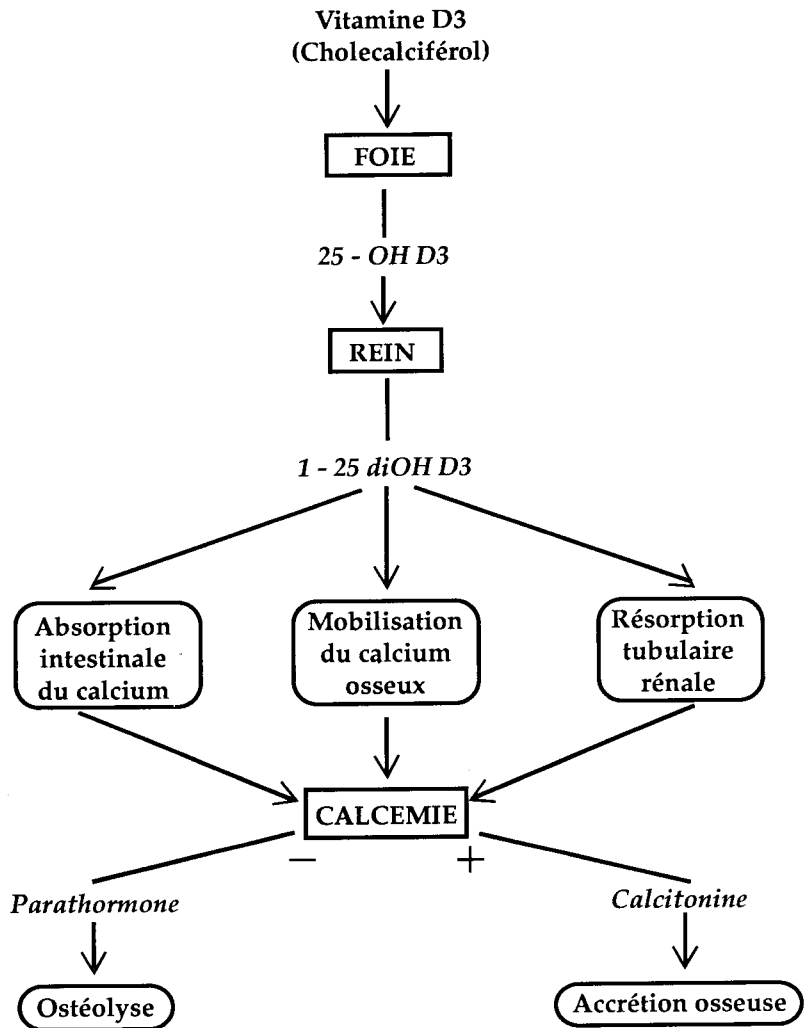 Vitamine D3
(Cholecalciférol)
FOIE
25 - OH D3
REIN
1 - 25 diOH D3
Absorption
intestinale
du calcium
Mobilisation
du calcium
osseux
Résorption
tubulaire
rénale
CALCEMIE
− +
Parathormone
Calcitonine
Ostéolyse
Accrétion osseuse